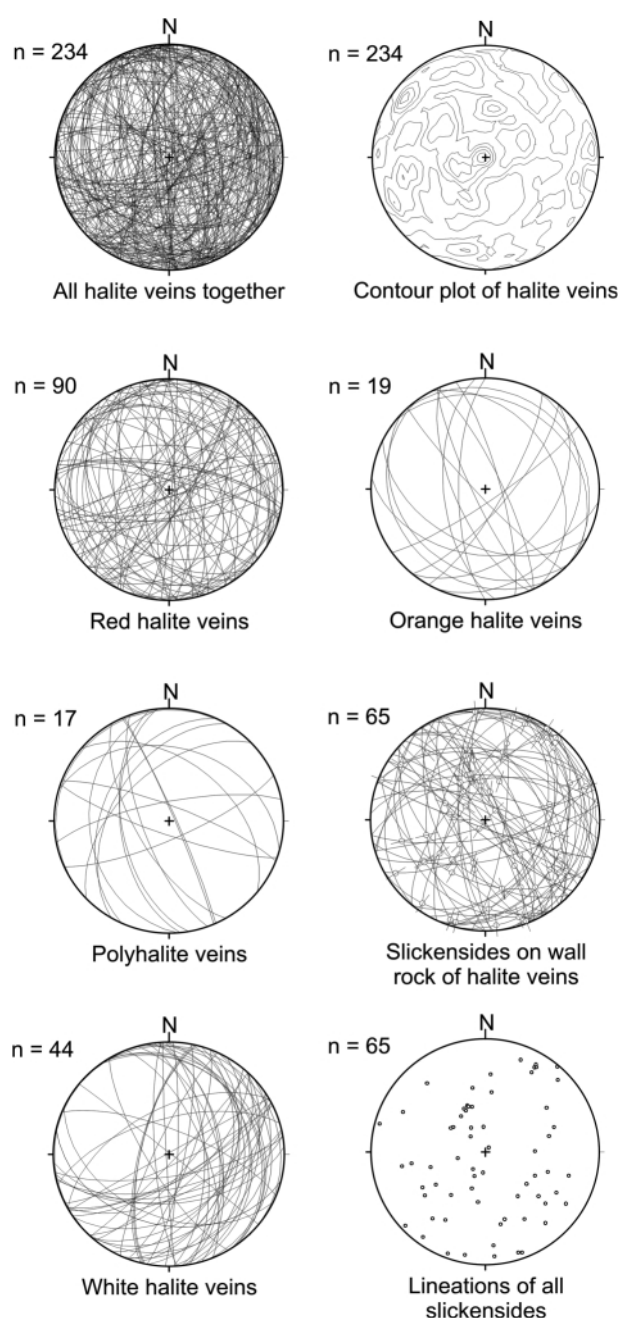 N
n = 234
All halite veins together
N
n = 234
Contour plot of halite veins
N
n = 90
Red halite veins
N
n = 19
Orange halite veins
N
n = 17
Polyhalite veins
N
n = 65
Slickensides on wall
rock of halite veins
N
n = 44
White halite veins
N
n = 65
Lineations of all
slickensides